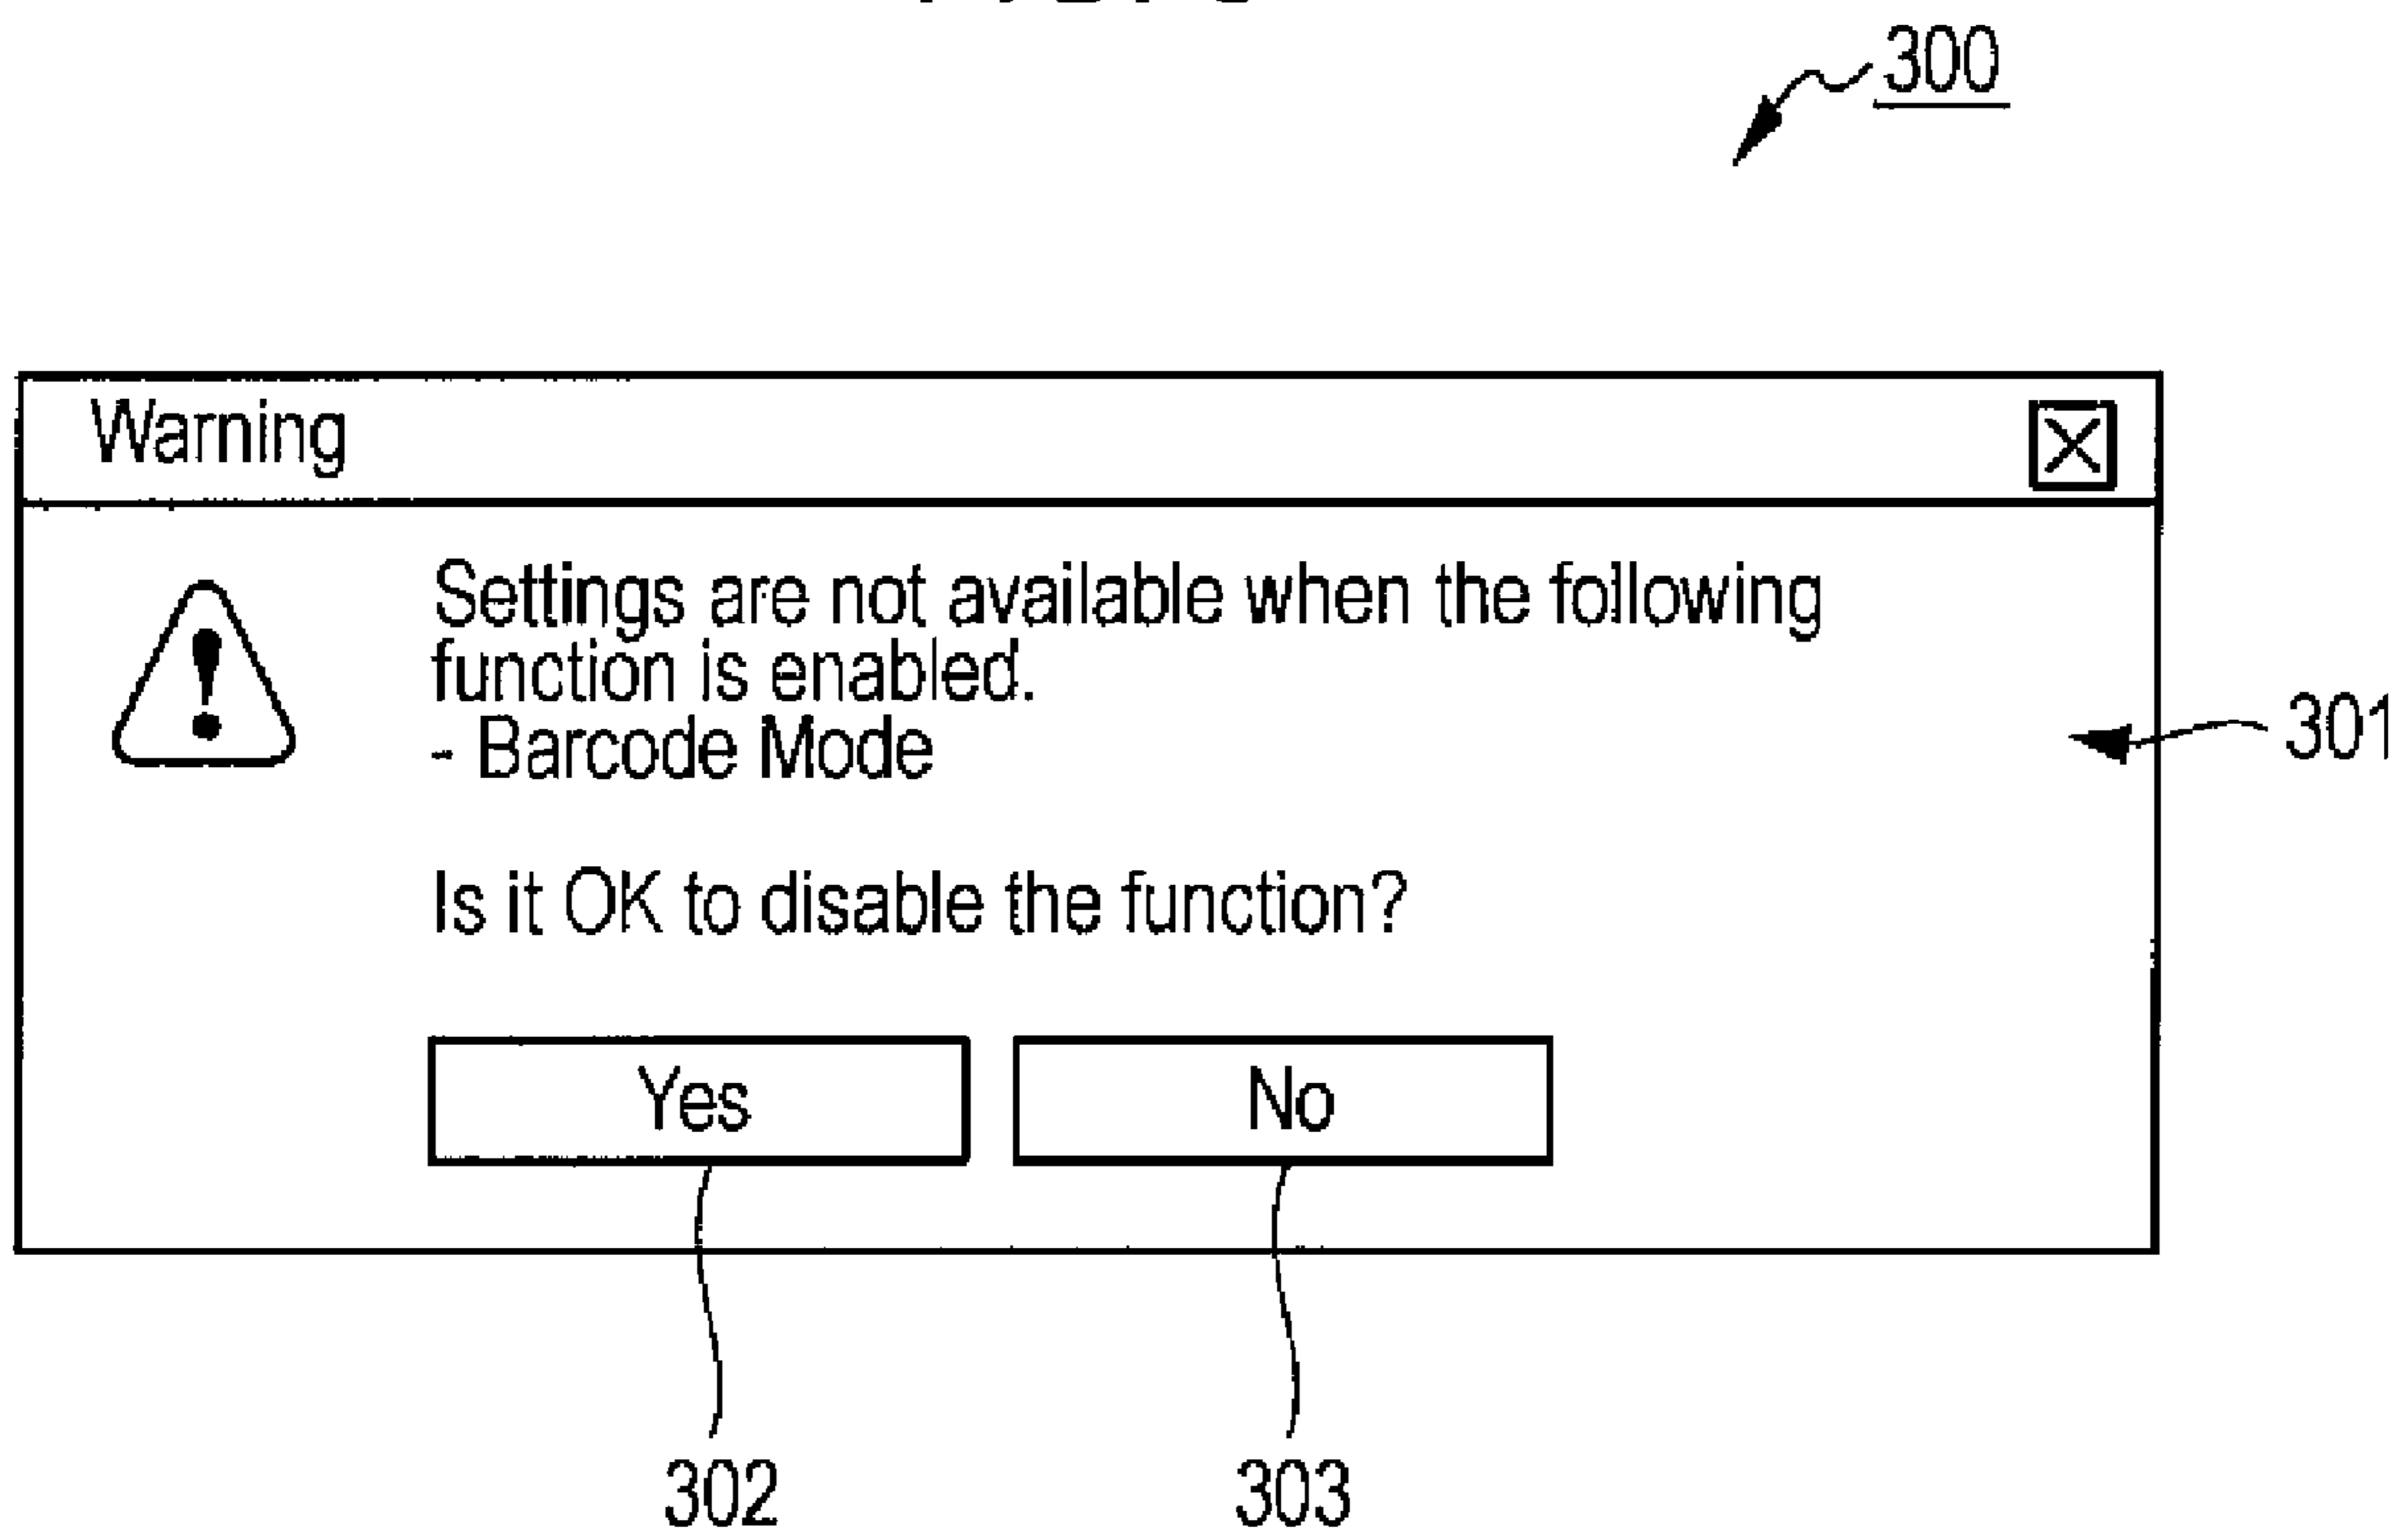 300
Warning
Settings are not available when the following
function is enabled.
- Barcode Mode
301
Is it OK to disable the function?
Yes
No
302
303